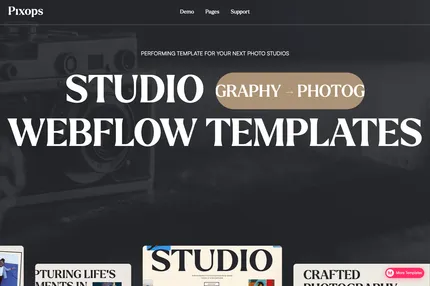 Pixops
Demo Pages Support
PERFORMING TEMPLATE FOR YOUR NEXT PHOTO STUDIOS
STUDIO GRAPHY – PHOTOG
WEBFLOW TEMPLATES
PTURING LIFE'S
MENTS IN
STUDIO
CRAFTED
PHOTOGRAPHY
More Templates